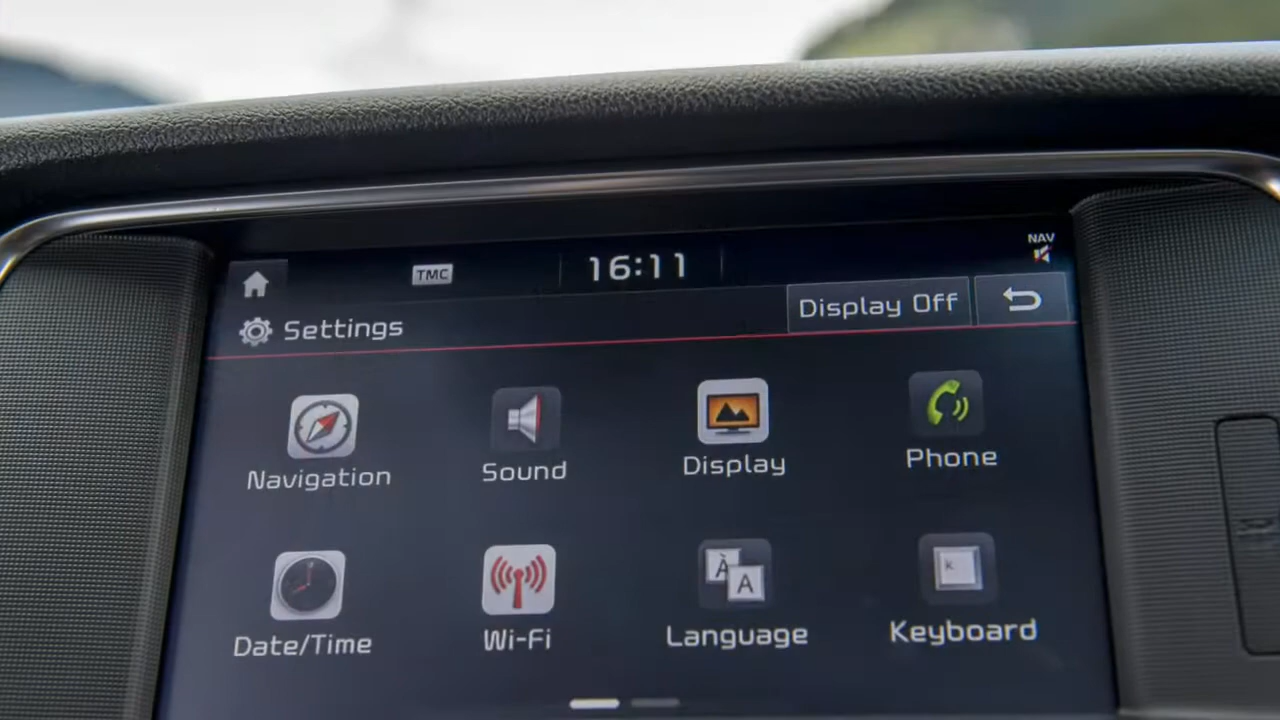 TMC 16:11 NAV
Settings Display Off
Navigation Sound Display Phone
À A K
Date/Time Wi-Fi Language Keyboard